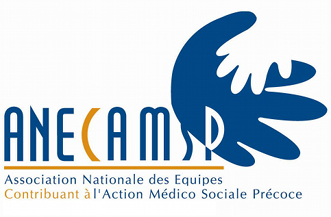 ANECAMSP
Association Nationale des Equipes
Contribuant à l'Action Médico Sociale Précoce